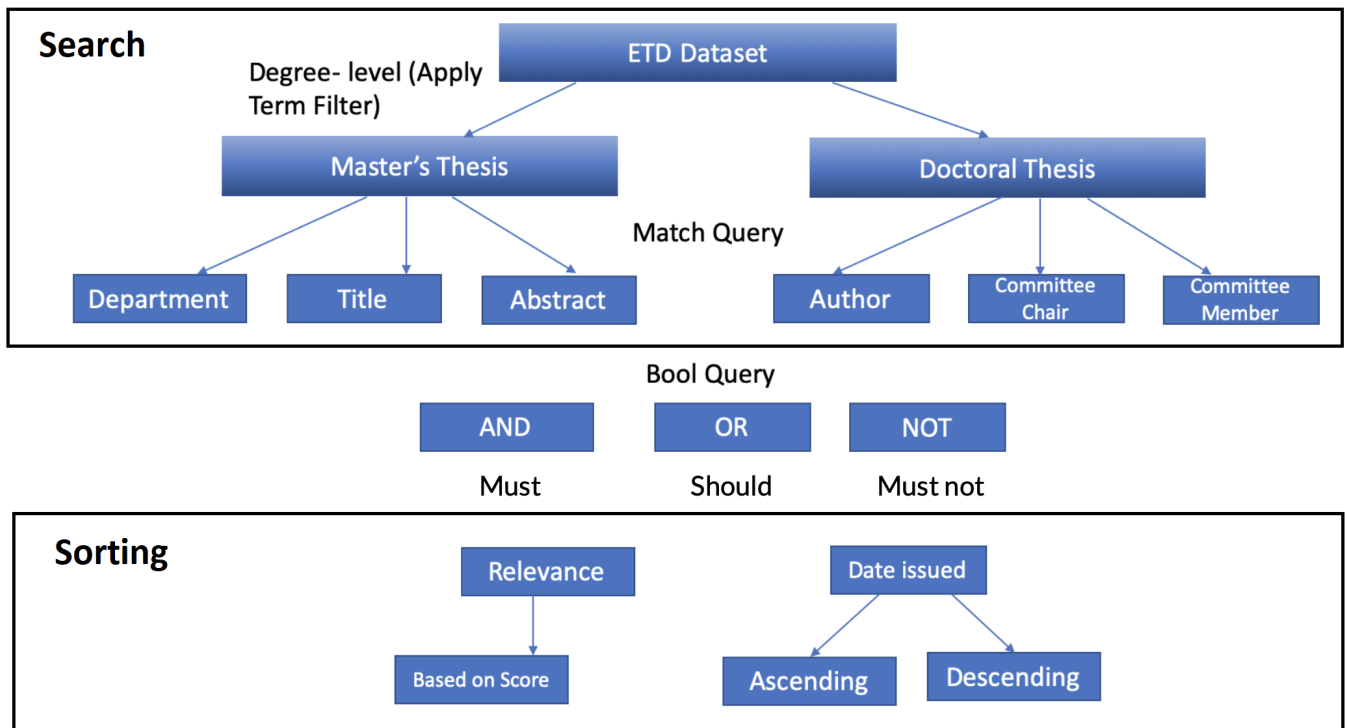 Search
ETD Dataset
Degree- level (Apply
Term Filter)
Master’s Thesis
Doctoral Thesis
Match Query
Department
Title
Abstract
Author
Committee
Chair
Committee
Member
Bool Query
AND
OR
NOT
Must
Should
Must not
Sorting
Relevance
Date issued
Based on Score
Ascending
Descending